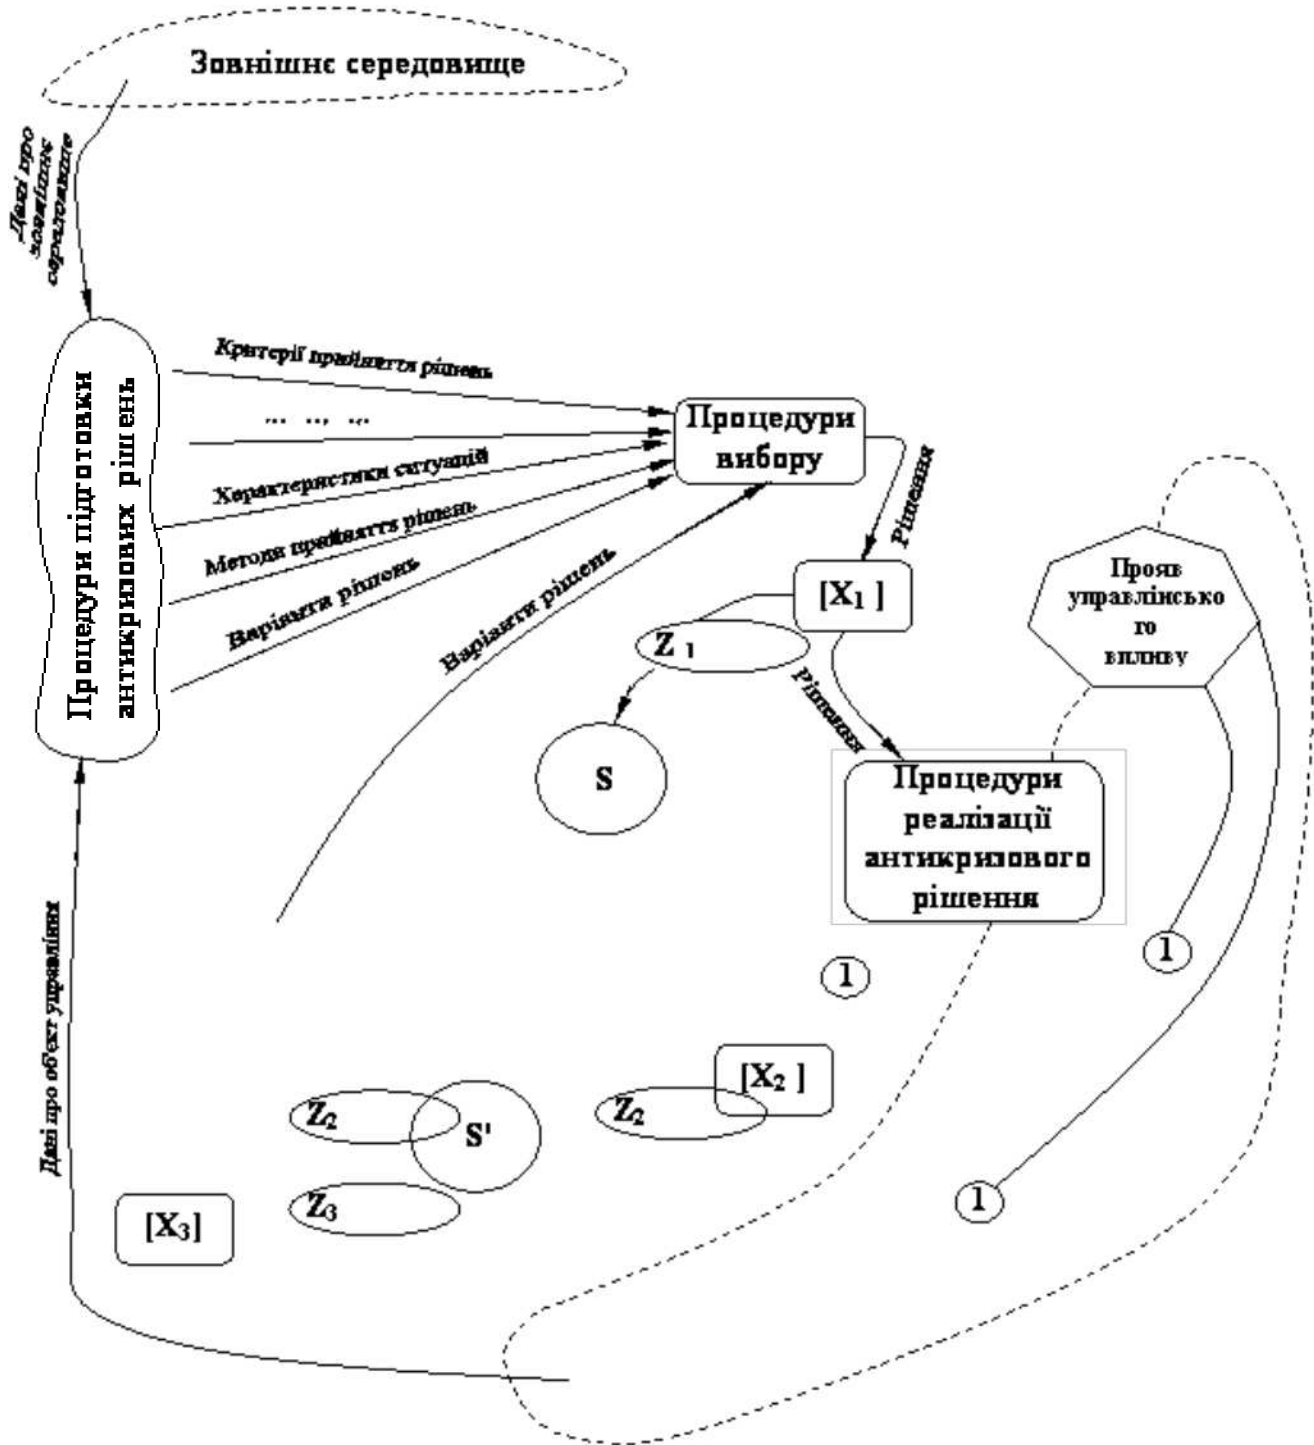 Зовнішнє середовище
Дані про
зовнішнє
середовище
Критерії прийняття рішень
... ... ...
Характеристики ситуацій
Методи прийняття рішень
Варіанти рішень
Процедури підготовки
антикризових рішень
Процедури
вибору
Рішення
Варіанти рішень
[X1 ]
Z 1
Рішення
S
Прояв
управлінсько
го
впливу
Процедури
реалізації
антикризового
рішення
1
1
Дані про об'єкт управління
[X2 ]
Z2
Z2
S'
Z3
[X3]
1